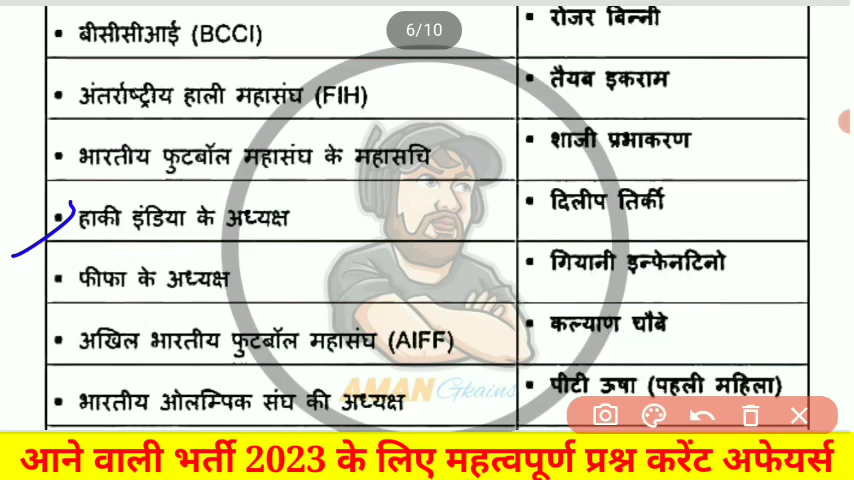 6/10
▪ बीसीसीआई (BCCI) ▪ रोजर बिन्नी
▪ अंतर्राष्ट्रीय हाली महासंघ (FIH) ▪ तैयब इकराम
▪ भारतीय फुटबॉल महासंघ के महासचि ▪ शाजी प्रभाकरण
▪ हाकी इंडिया के अध्यक्ष ▪ दिलीप तिर्की
▪ फीफा के अध्यक्ष ▪ गियानी इन्फेनटिनो
▪ अखिल भारतीय फुटबॉल महासंघ (AIFF) ▪ कल्याण चौबे
▪ भारतीय ओलम्पिक संघ की अध्यक्ष ▪ पीटी ऊषा (पहली महिला)
AMAN Gkains
आने वाली भर्ती 2023 के लिए महत्वपूर्ण प्रश्न करेंट अफेयर्स